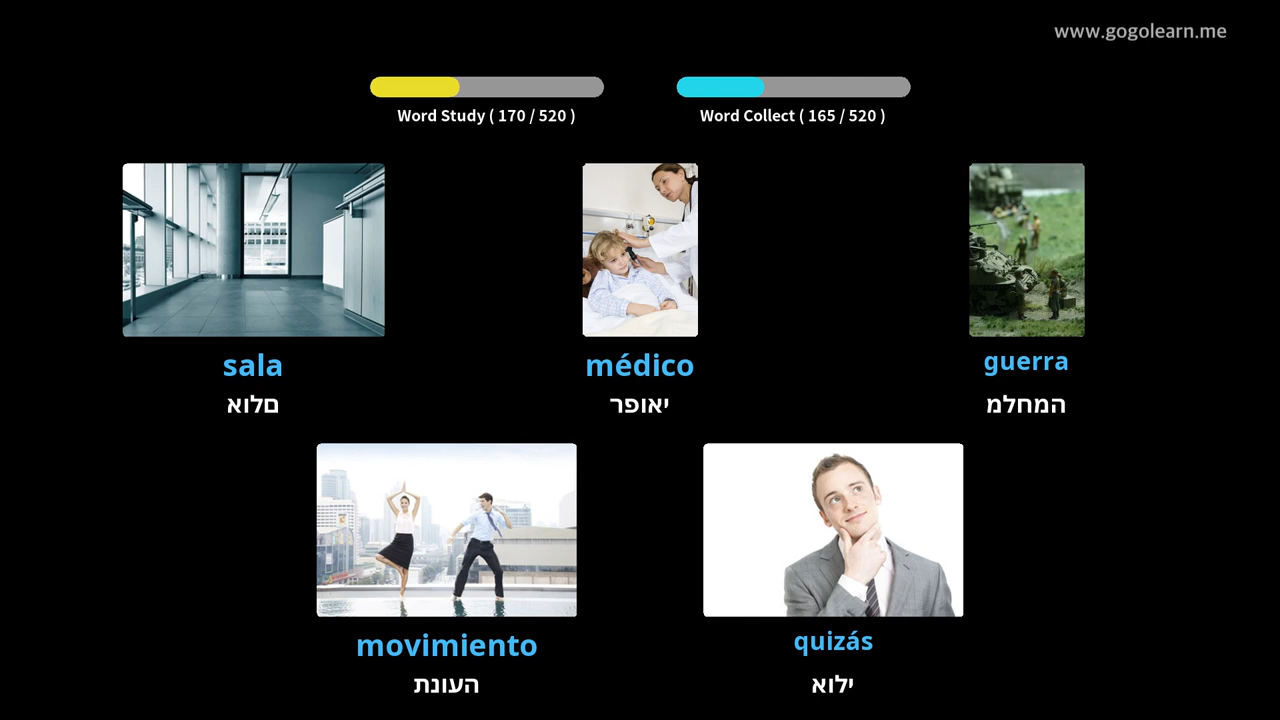 www.gogolearn.me
Word Study ( 170 / 520 )
Word Collect ( 165 / 520 )
sala
םלוא
médico
יאופר
guerra
המחלמ
movimiento
העונת
quizás
ילוא